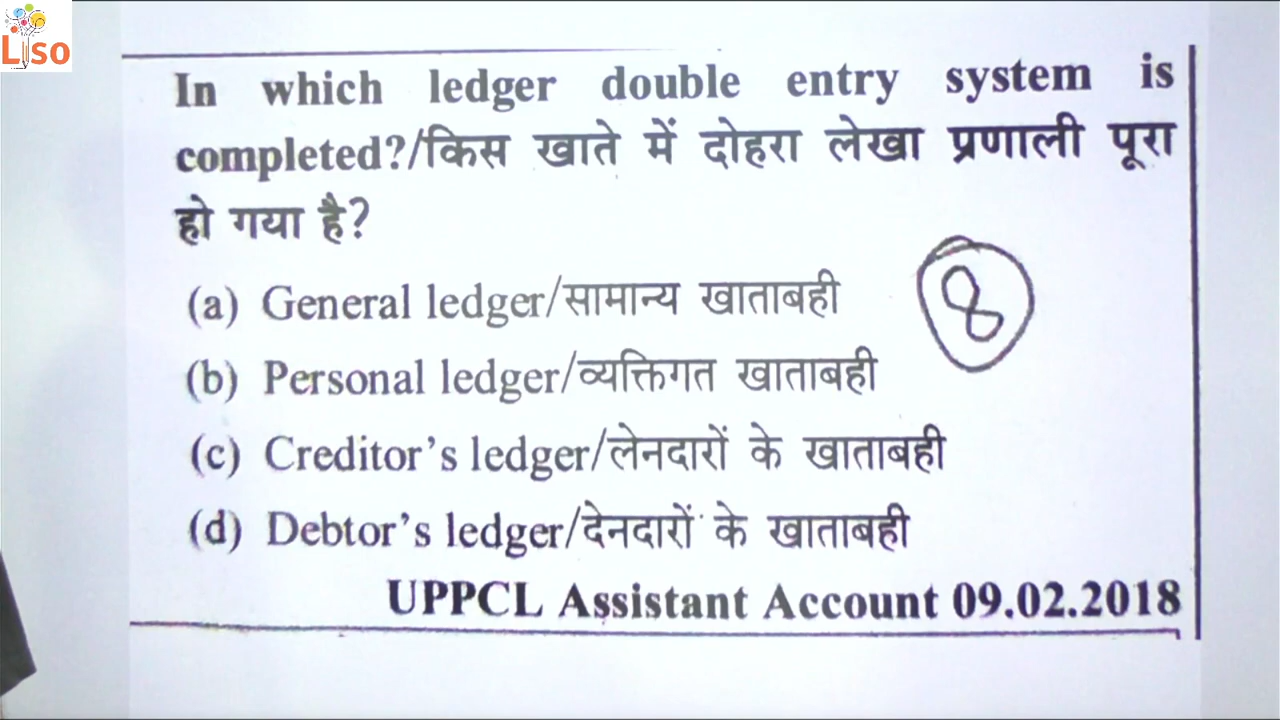 Liso
In which ledger double entry system is
completed?/किस खाते में दोहरा लेखा प्रणाली पूरा
हो गया है?
(a) General ledger/सामान्य खाताबही
8
(b) Personal ledger/व्यक्तिगत खाताबही
(c) Creditor's ledger/लेनदारों के खाताबही
(d) Debtor's ledger/देनदारों के खाताबही
UPPCL Assistant Account 09.02.2018